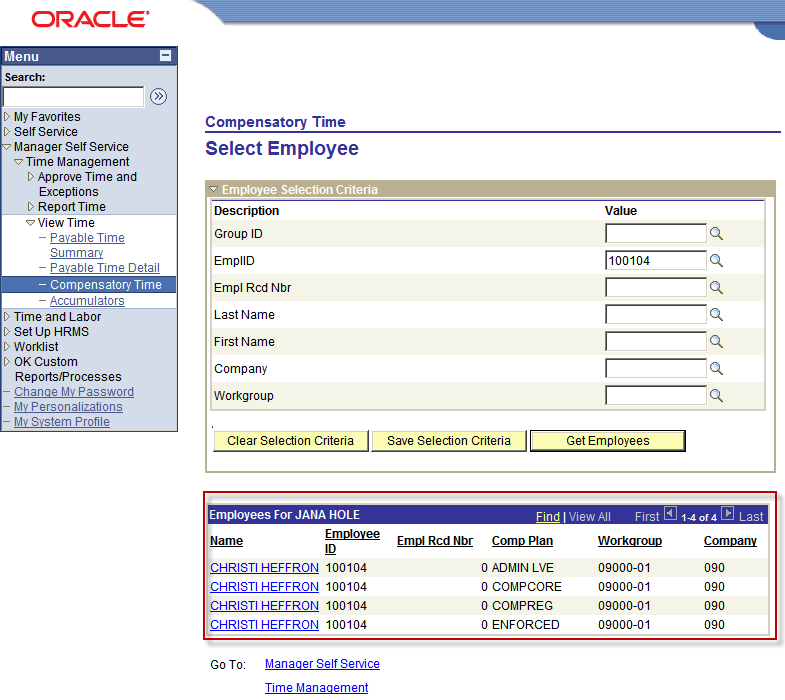 ORACLE
Menu
Search:
My Favorites
Self Service
Manager Self Service
Time Management
Approve Time and
Exceptions
Report Time
View Time
Payable Time
Summary
Payable Time Detail
Compensatory Time
Accumulators
Time and Labor
Set Up HRMS
Worklist
OK Custom
Reports/Processes
Change My Password
My Personalizations
My System Profile
Compensatory Time
Select Employee
Employee Selection Criteria
Description Value
Group ID
EmplID 100104
Empl Rcd Nbr
Last Name
First Name
Company
Workgroup
Clear Selection Criteria Save Selection Criteria Get Employees
Employees For JANA HOLE Find | View All First 1-4 of 4 Last
Name Employee ID Empl Rcd Nbr Comp Plan Workgroup Company
CHRISTI HEFFRON 100104 0 ADMIN LVE 09000-01 090
CHRISTI HEFFRON 100104 0 COMPCORE 09000-01 090
CHRISTI HEFFRON 100104 0 COMPREG 09000-01 090
CHRISTI HEFFRON 100104 0 ENFORCED 09000-01 090
Go To: Manager Self Service
Time Management